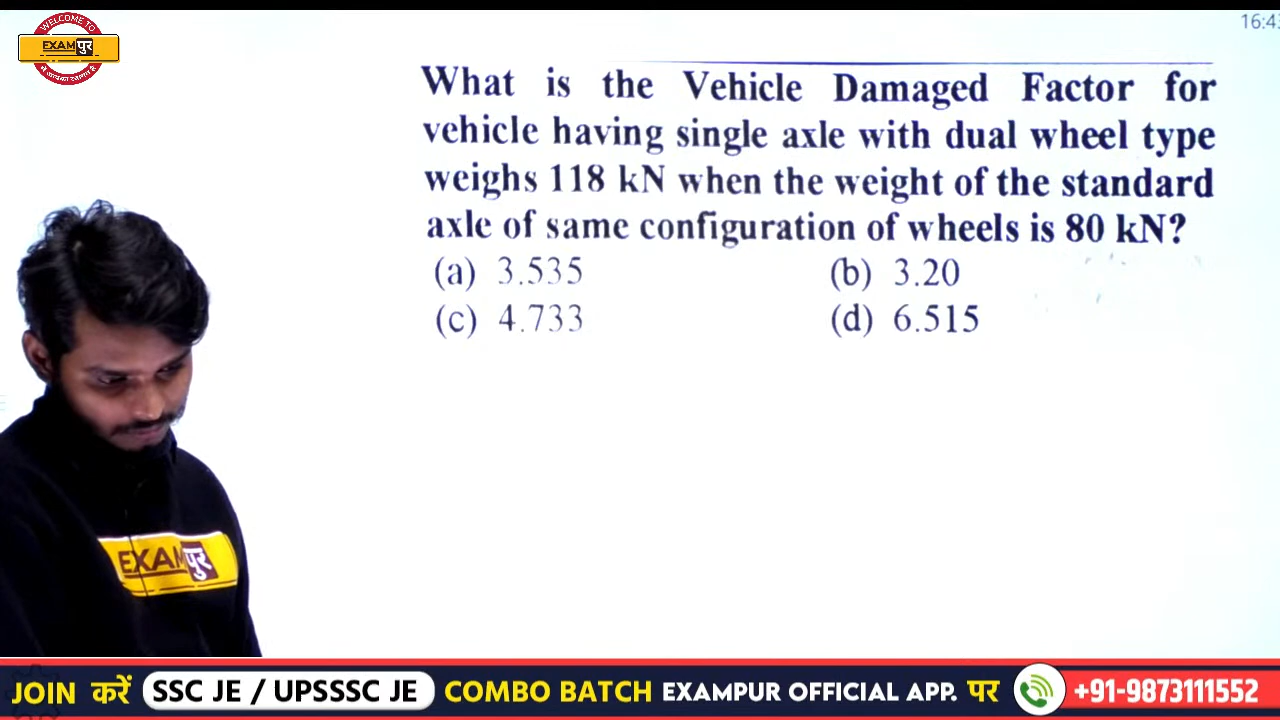 WELCOME TO
EXAMपुर
16:43
What is the Vehicle Damaged Factor for
vehicle having single axle with dual wheel type
weighs 118 kN when the weight of the standard
axle of same configuration of wheels is 80 kN?
(a) 3.535 (b) 3.20
(c) 4.733 (d) 6.515
EXAMपुर
JOIN करें SSC JE / UPSSSC JE COMBO BATCH EXAMPUR OFFICIAL APP. पर +91-9873111552